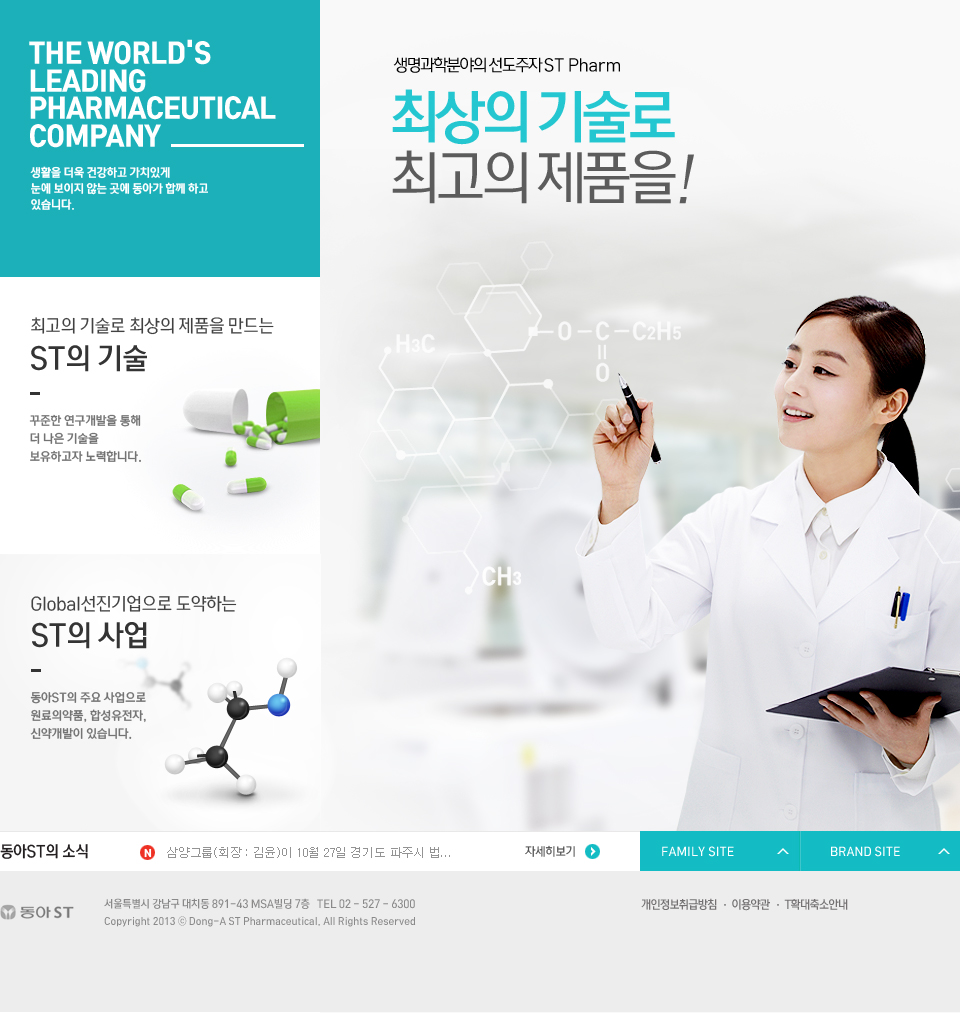 THE WORLD'S
LEADING
PHARMACEUTICAL
COMPANY
생활을 더욱 건강하고 가치있게
눈에 보이지 않는 곳에 동아가 함께 하고
있습니다.
생명과학분야의 선도주자 ST Pharm
최상의 기술로
최고의 제품을!
최고의 기술로 최상의 제품을 만드는
ST의 기술
꾸준한 연구개발을 통해
더 나은 기술을
보유하고자 노력합니다.
H3C
O – C – C2H5
O
CH3
Global선진기업으로 도약하는
ST의 사업
동아ST의 주요 사업으로
원료의약품, 합성유전자,
신약개발이 있습니다.
동아ST의 소식 N 삼양그룹(회장 : 김윤)이 10월 27일 경기도 파주시 법... 자세히보기 FAMILY SITE BRAND SITE
동아 ST
서울특별시 강남구 대치동 891-43 MSA빌딩 7층 TEL 02 - 527 - 6300
Copyright 2013 © Dong-A ST Pharmaceutical, All Rights Reserved
개인정보취급방침 · 이용약관 · T확대축소안내